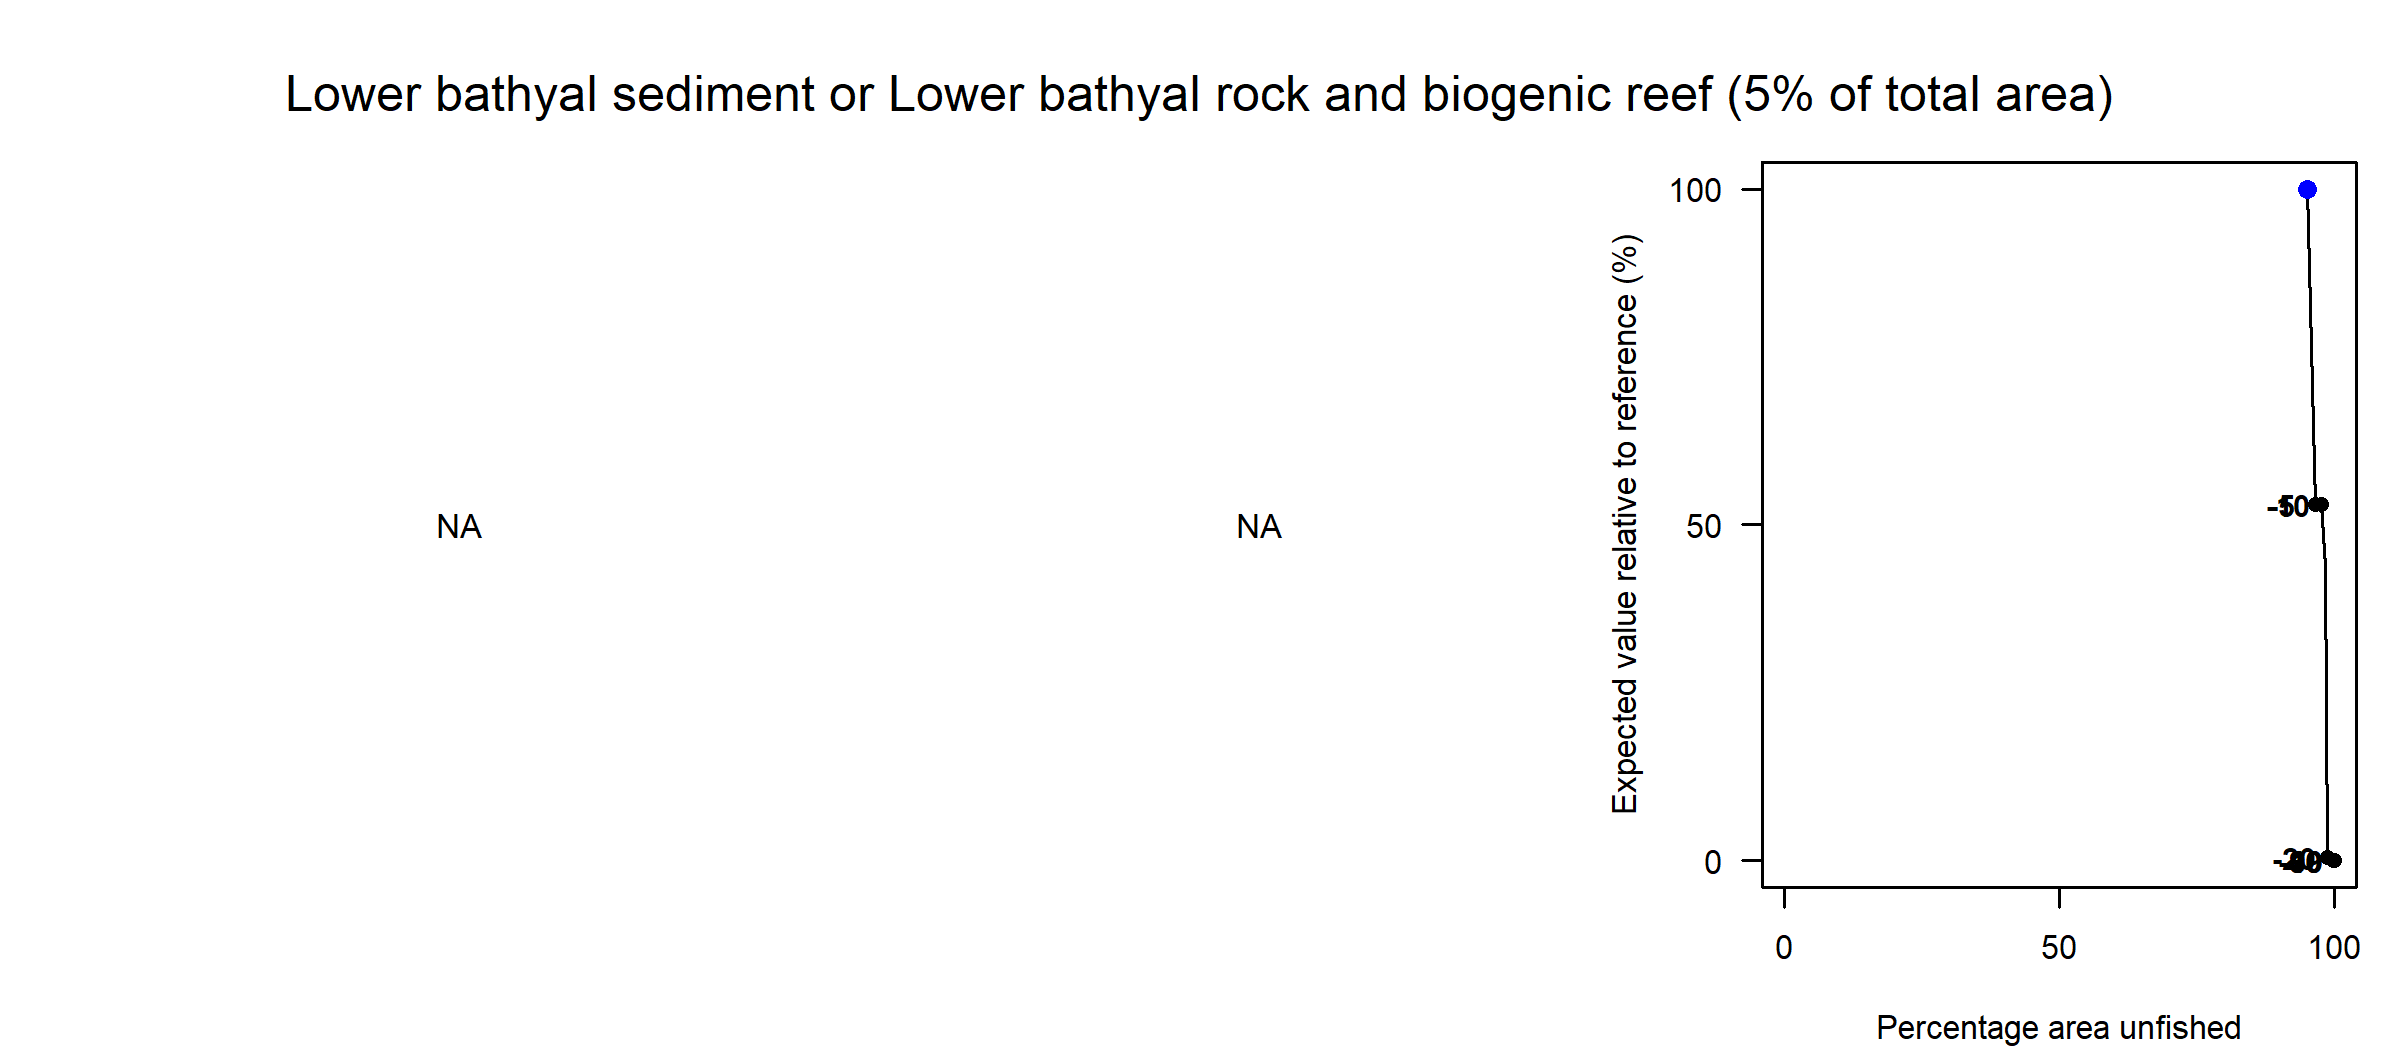 Lower bathyal sediment or Lower bathyal rock and biogenic reef (5% of total area)
NA
NA
Expected value relative to reference (%)
100
50
0
0 50 100
Percentage area unfished